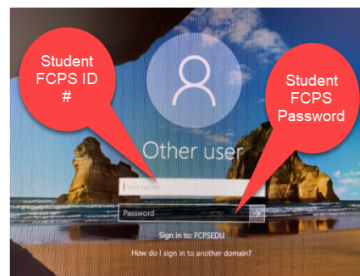 Student
FCPS ID
#
Student
FCPS
Password
Other user
User name
Password
Sign in to: FCPSEDU
How do I sign in to another domain?